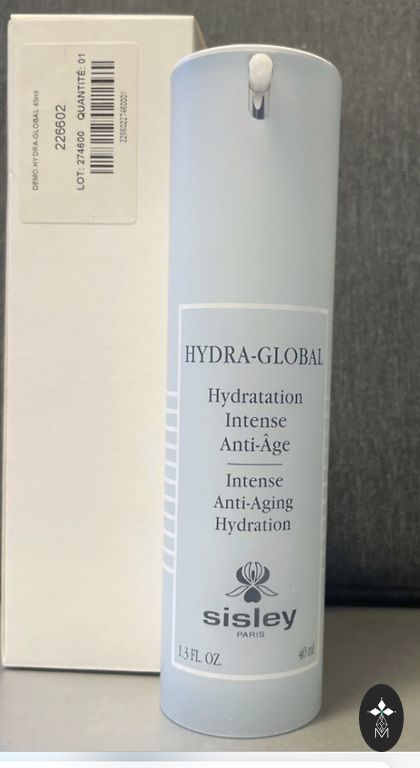 DEMO.HYDRA-GLOBAL 40ml
226602
LOT: 274600 QUANTITÉ: 01
HYDRA-GLOBAL
Hydratation
Intense
Anti-Âge
Intense
Anti-Aging
Hydration
sisley
PARIS
1.3 FL. OZ. 40 ml